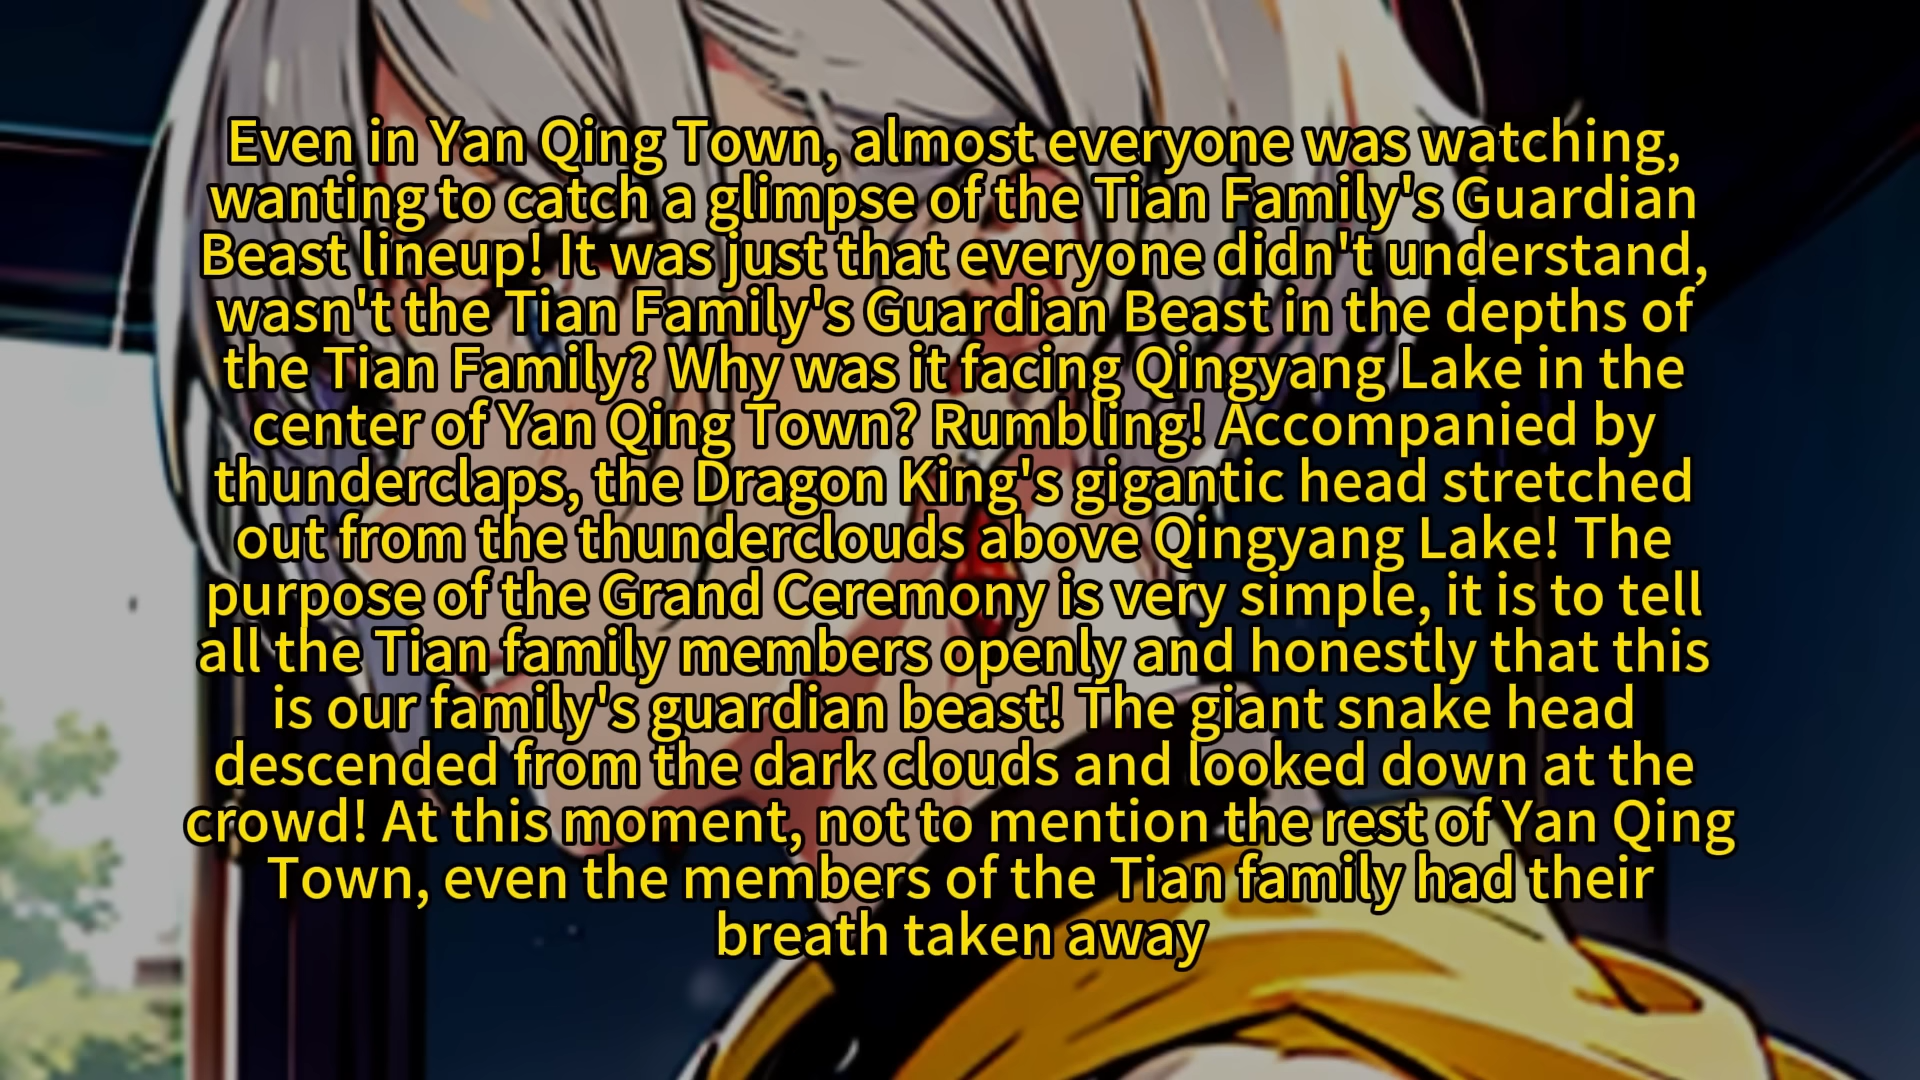 Even in Yan Qing Town, almost everyone was watching,
wanting to catch a glimpse of the Tian Family's Guardian
Beast lineup! It was just that everyone didn't understand,
wasn't the Tian Family's Guardian Beast in the depths of
the Tian Family? Why was it facing Qingyang Lake in the
center of Yan Qing Town? Rumbling! Accompanied by
thunderclaps, the Dragon King's gigantic head stretched
out from the thunderclouds above Qingyang Lake! The
purpose of the Grand Ceremony is very simple, it is to tell
all the Tian family members openly and honestly that this
is our family's guardian beast! The giant snake head
descended from the dark clouds and looked down at the
crowd! At this moment, not to mention the rest of Yan Qing
Town, even the members of the Tian family had their
breath taken away